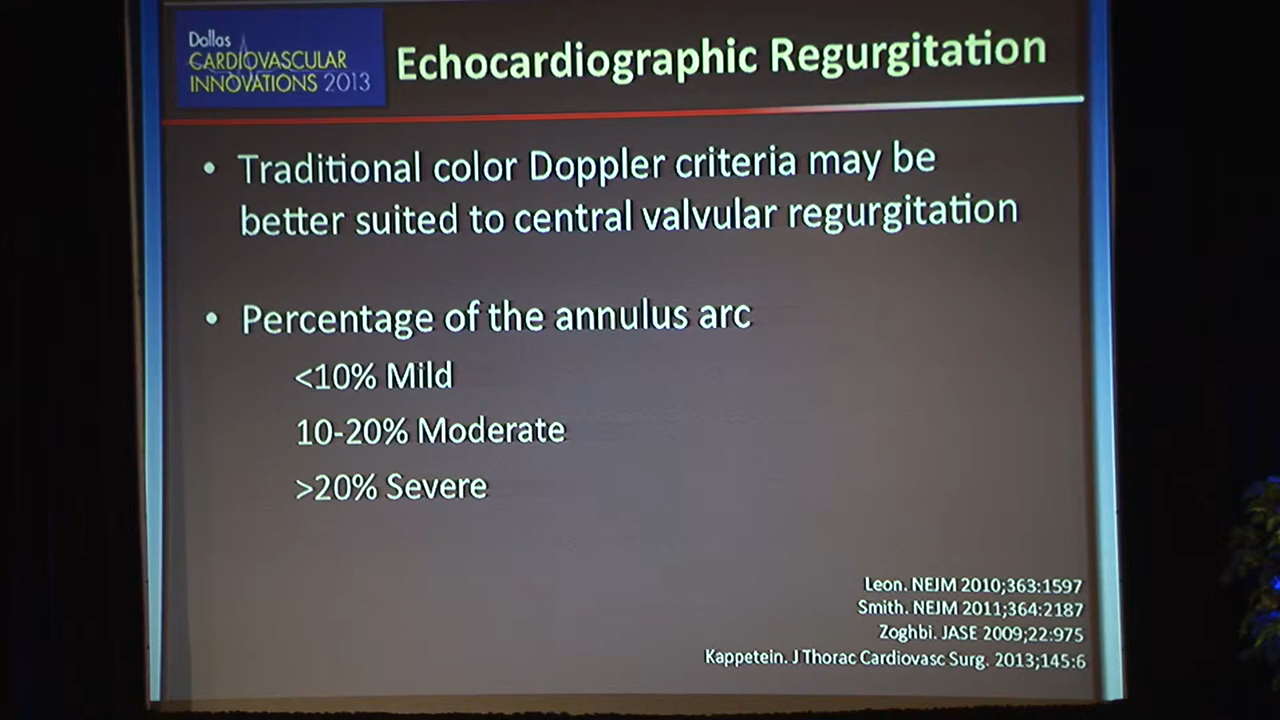 Dallas
CARDIOVASCULAR
INNOVATIONS 2013
Echocardiographic Regurgitation
• Traditional color Doppler criteria may be
better suited to central valvular regurgitation
• Percentage of the annulus arc
<10% Mild
10-20% Moderate
>20% Severe
Leon. NEJM 2010;363:1597
Smith. NEJM 2011;364:2187
Zoghbi. JASE 2009;22:975
Kappetein. J Thorac Cardiovasc Surg. 2013;145:6